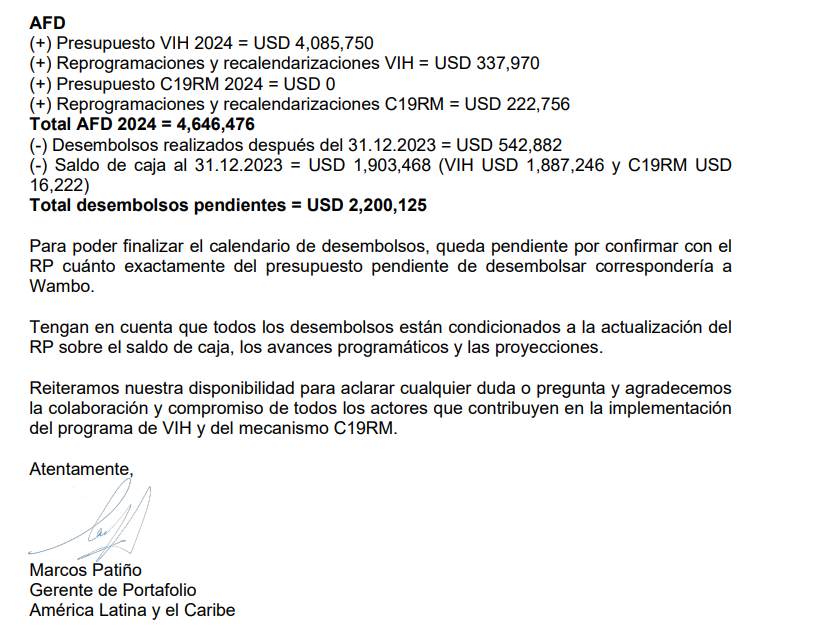 AFD
(+) Presupuesto VIH 2024 = USD 4,085,750
(+) Reprogramaciones y recalendarizaciones VIH = USD 337,970
(+) Presupuesto C19RM 2024 = USD 0
(+) Reprogramaciones y recalendarizaciones C19RM = USD 222,756
Total AFD 2024 = 4,646,476
(-) Desembolsos realizados después del 31.12.2023 = USD 542,882
(-) Saldo de caja al 31.12.2023 = USD 1,903,468 (VIH USD 1,887,246 y C19RM USD
16,222)
Total desembolsos pendientes = USD 2,200,125
Para poder finalizar el calendario de desembolsos, queda pendiente por confirmar con el
RP cuánto exactamente del presupuesto pendiente de desembolsar correspondería a
Wambo.
Tengan en cuenta que todos los desembolsos están condicionados a la actualización del
RP sobre el saldo de caja, los avances programáticos y las proyecciones.
Reiteramos nuestra disponibilidad para aclarar cualquier duda o pregunta y agradecemos
la colaboración y compromiso de todos los actores que contribuyen en la implementación
del programa de VIH y del mecanismo C19RM.
Atentamente,
Marcos Patiño
Gerente de Portafolio
América Latina y el Caribe